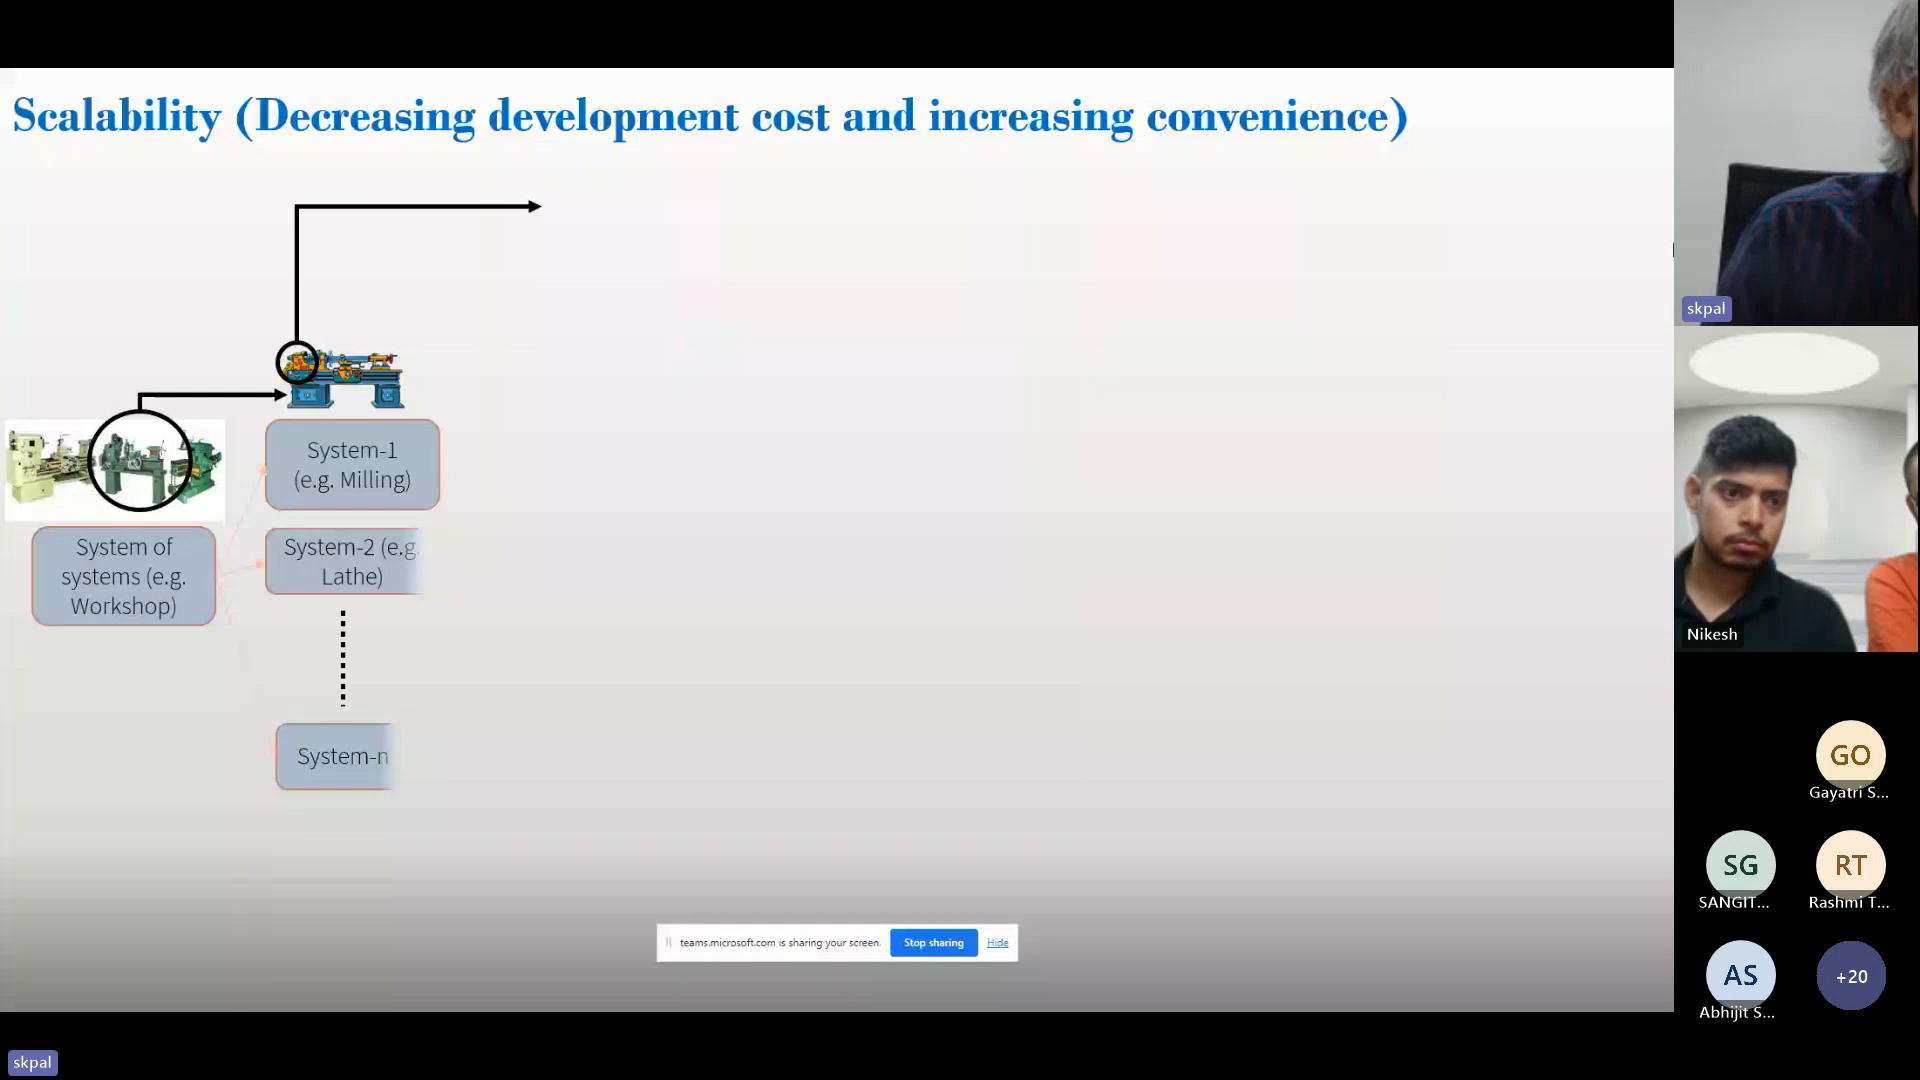 Scalability (Decreasing development cost and increasing convenience)
System-1
(e.g. Milling)
System of
systems (e.g.
Workshop)
System-2 (e.g.
Lathe)
System-n
teams.microsoft.com is sharing your screen.
Stop sharing
Hide
skpal
Nikesh
GO
Gayatri S...
SG
SANGIT...
RT
Rashmi T...
AS
Abhijit S...
+20
skpal